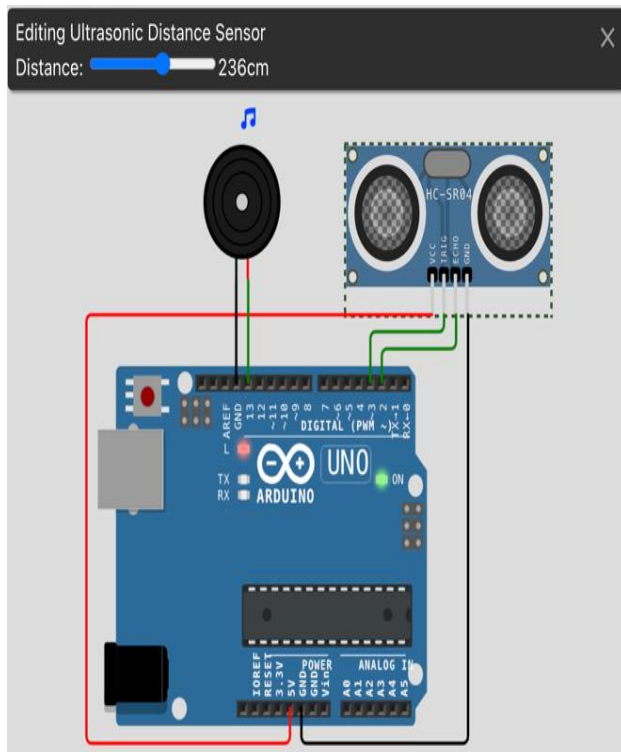 Editing Ultrasonic Distance Sensor
Distance: 236cm
HC-SR04
VCC
TRIG
ECHO
GND
AREF
GND
13
12
~11
~10
~9
8
7
~6
~5
4
~3
2
TX→1
RX←0
DIGITAL (PWM ~)
L
TX
RX
UNO
ARDUINO
ON
IOREF
RESET
3.3V
5V
GND
GND
Vin
POWER
ANALOG IN
A0
A1
A2
A3
A4
A5